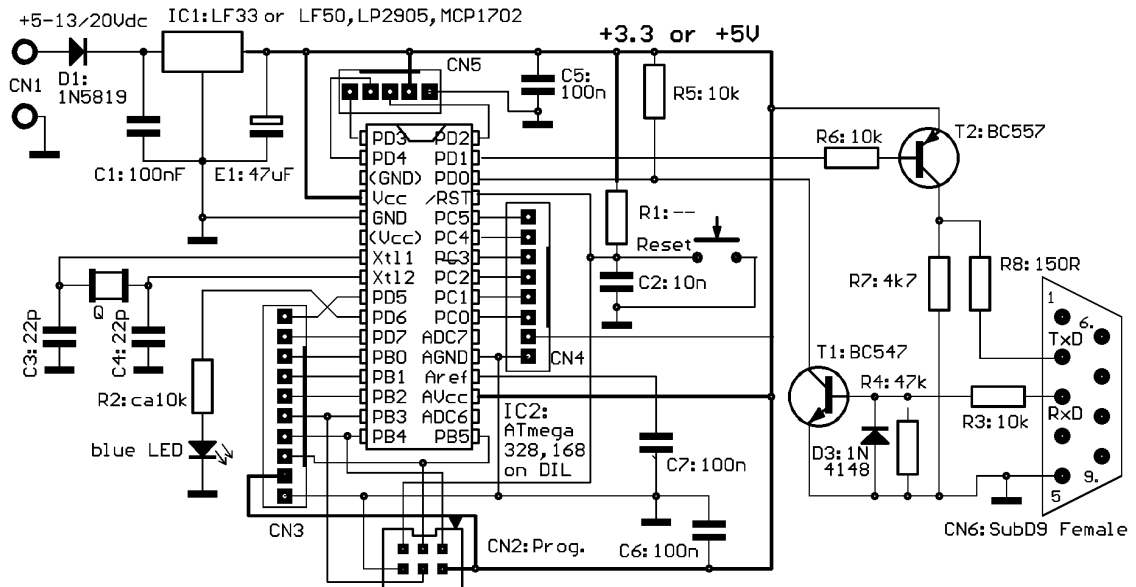 +5-13/20Vdc
IC1:LF33 or LF50,LP2905,MCP1702
+3.3 or +5V
CN1
D1:
1N5819
CN5
C5:
100n
R5:10k
T2:BC557
R6:10k
C1:100nF
E1:47uF
PD3 PD2
PD4 PD1
(GND) PD0
Vcc /RST
GND PC5
(Vcc) PC4
Xtl1 PC3
Xtl2 PC2
PD5 PC1
PD6 PC0
PD7 ADC7
PB0 AGND
PB1 Aref
PB2 AVcc
PB3 ADC6
PB4 PB5
R1:--
Reset
C2:10n
R7:4k7
R8:150R
Q
C3:22p
C4:22p
CN4
1
6.
TxD
T1:BC547
R4:47k
R2:ca10k
RxD
R3:10k
IC2:
ATmega
328,168
on DIL
blue LED
C7:100n
D3:1N
4148
9.
5
CN3
CN2:Prog.
C6:100n
CN6:SubD9 Female